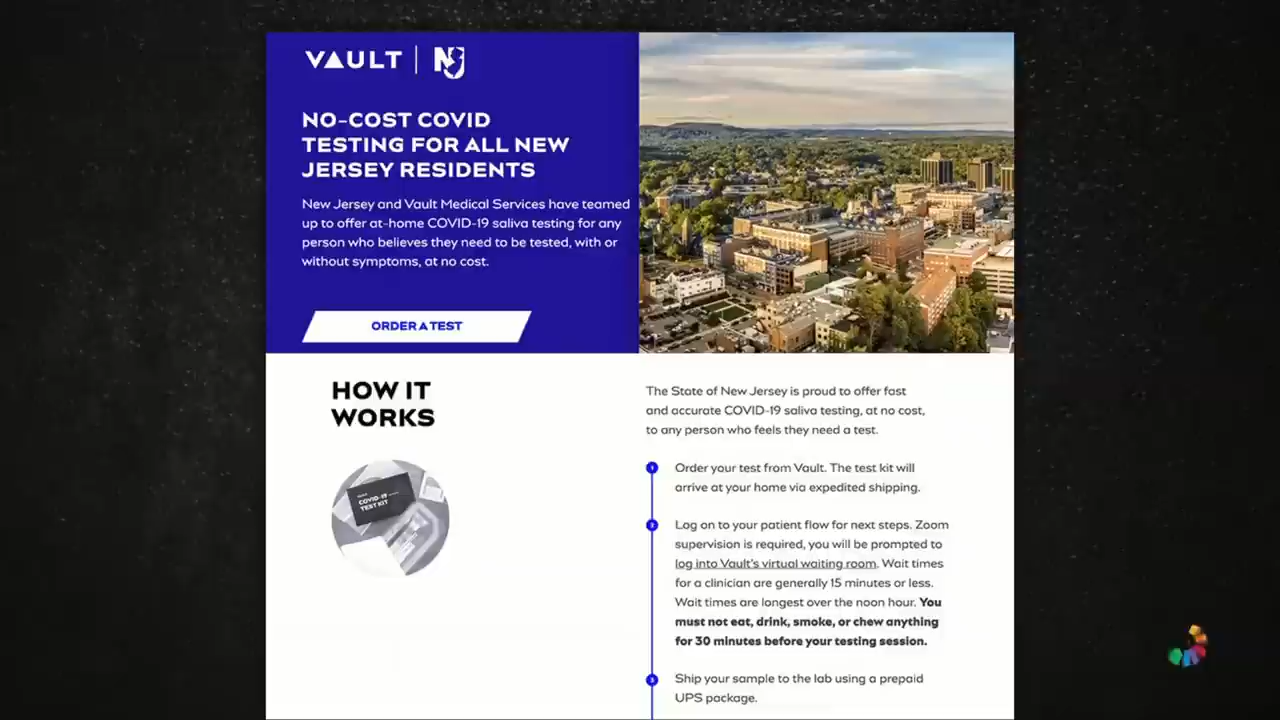 VAULT | NJ
NO-COST COVID
TESTING FOR ALL NEW
JERSEY RESIDENTS
New Jersey and Vault Medical Services have teamed
up to offer at-home COVID-19 saliva testing for any
person who believes they need to be tested, with or
without symptoms, at no cost.
ORDER A TEST
HOW IT
WORKS
COVID-19
TEST KIT
The State of New Jersey is proud to offer fast
and accurate COVID-19 saliva testing, at no cost,
to any person who feels they need a test.
1 Order your test from Vault. The test kit will
arrive at your home via expedited shipping.
2 Log on to your patient flow for next steps. Zoom
supervision is required, you will be prompted to
log into Vault's virtual waiting room. Wait times
for a clinician are generally 15 minutes or less.
Wait times are longest over the noon hour. You
must not eat, drink, smoke, or chew anything
for 30 minutes before your testing session.
3 Ship your sample to the lab using a prepaid
UPS package.